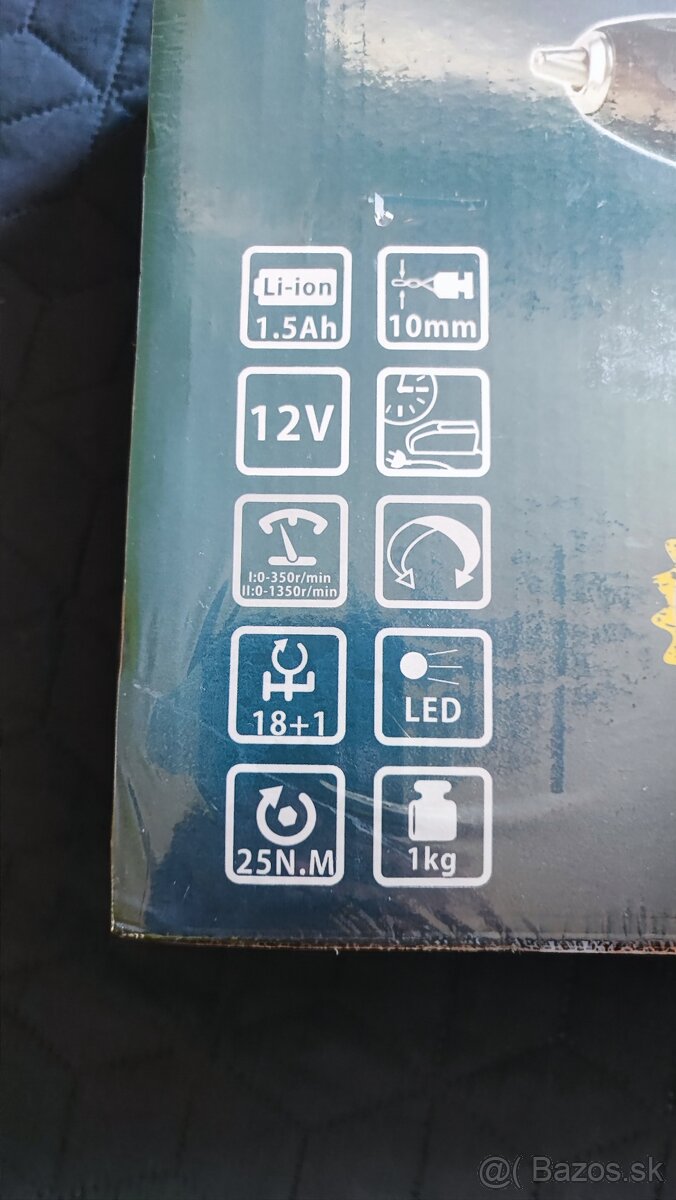 Li-ion
1.5Ah
10mm
12V
I:0-350r/min
II:0-1350r/min
18+1
LED
25N.M
1kg
@( Bazos.sk